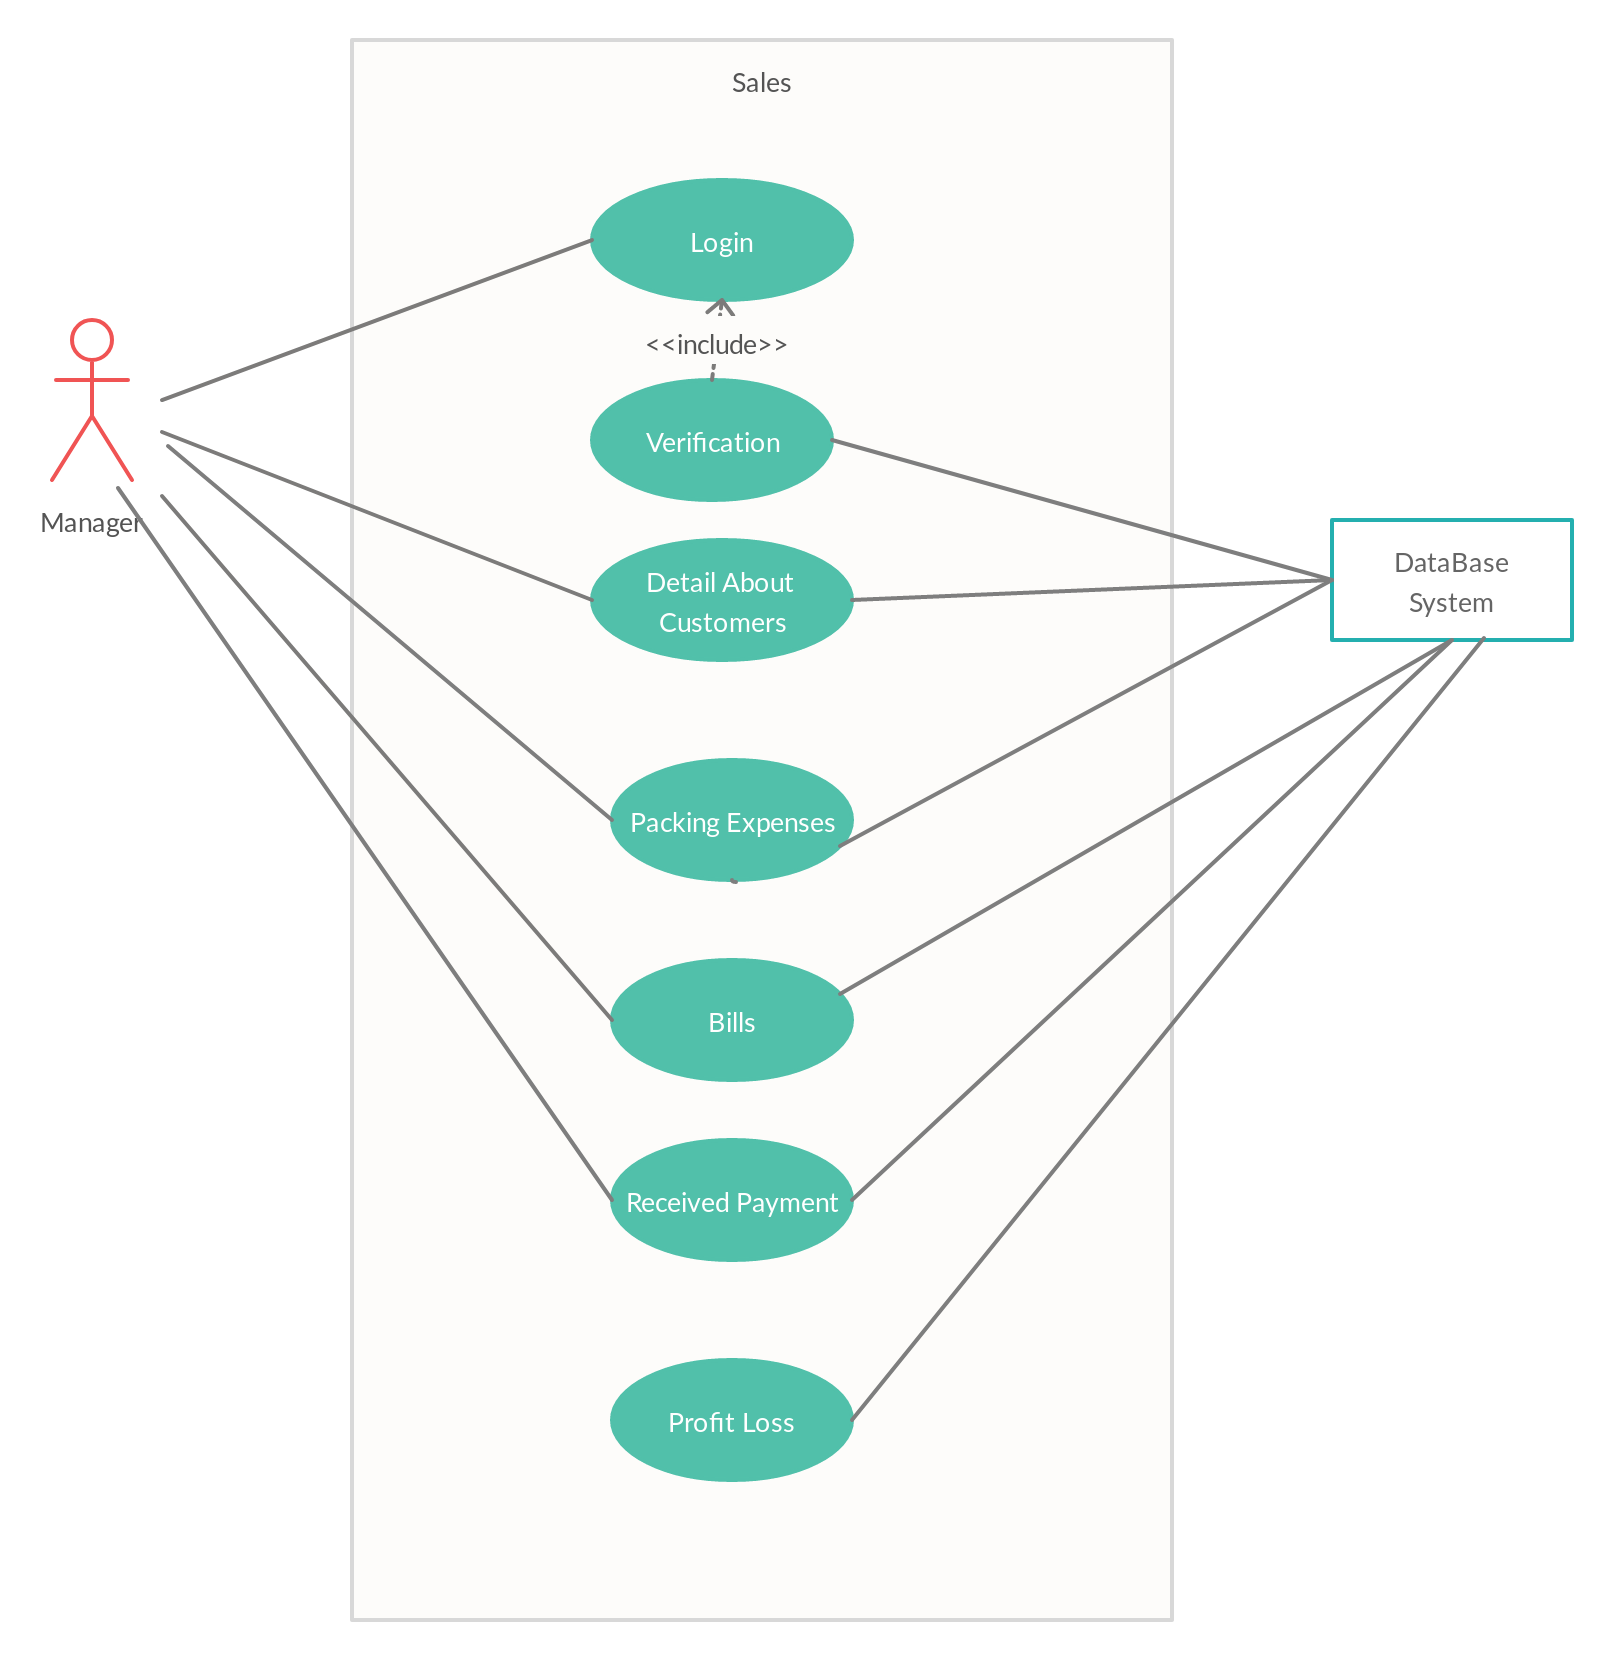 Sales
Login
<<include>>
Verification
Manager
Detail About
Customers
DataBase
System
Packing Expenses
Bills
Received Payment
Profit Loss